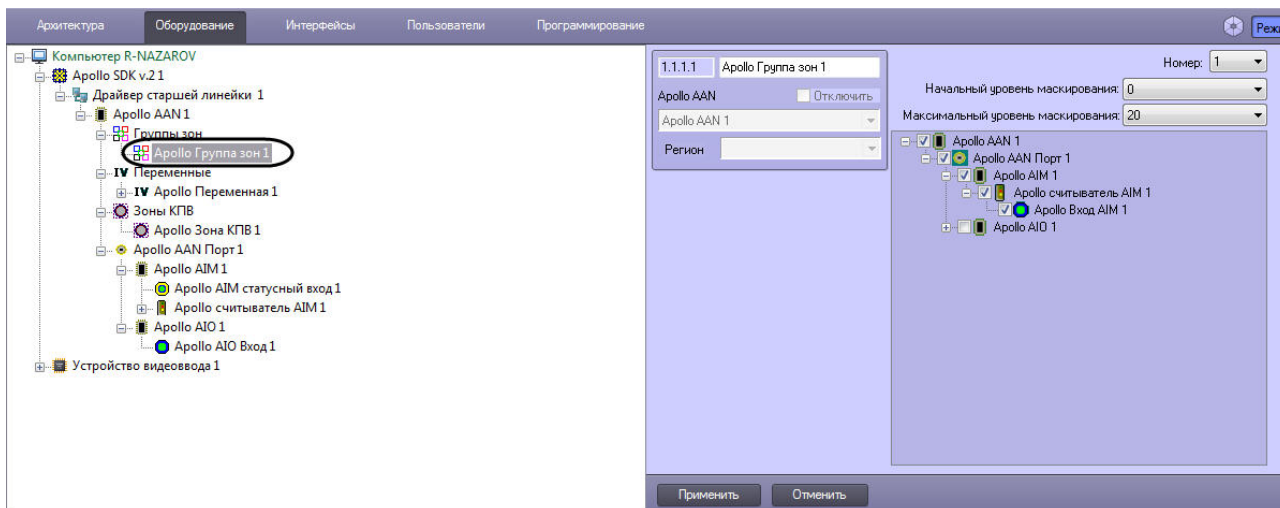 Архитектура Оборудование Интерфейсы Пользователи Программирование
Компьютер R-NAZAROV
Apollo SDK v.2 1
Драйвер старшей линейки 1
Apollo AAN 1
Группы зон
Apollo Группа зон 1
IV Переменные
IV Apollo Переменная 1
Зоны КПВ
Apollo Зона КПВ 1
Apollo AAN Порт 1
Apollo AIM 1
Apollo AIM статусный вход 1
Apollo считыватель AIM 1
Apollo AIO 1
Apollo AIO Вход 1
Устройство видеоввода 1
1.1.1.1 Apollo Группа зон 1
Apollo AAN Отключить
Apollo AAN 1
Регион
Номер: 1
Начальный уровень маскирования: 0
Максимальный уровень маскирования: 20
Apollo AAN 1
Apollo AAN Порт 1
Apollo AIM 1
Apollo считыватель AIM 1
Apollo Вход AIM 1
Apollo AIO 1
Применить Отменить